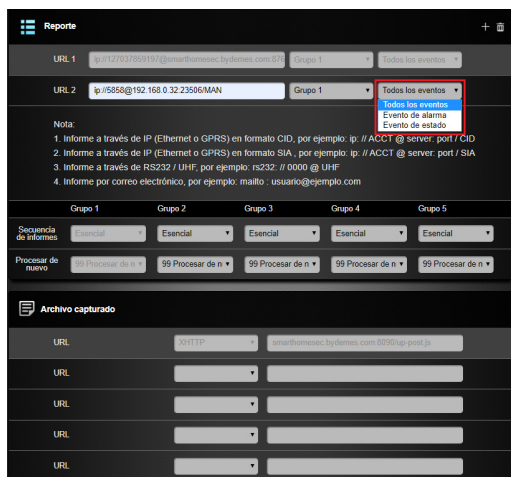 Reporte
URL 1 ip://127037859197@smarthomesec.bydemes.com:876 Grupo 1 Todos los eventos
URL 2 ip://5858@192.168.0.32:23506/MAN Grupo 1 Todos los eventos
Todos los eventos
Evento de alarma
Evento de estado
Nota:
1. Informe a través de IP (Ethernet o GPRS) en formato CID, por ejemplo: ip: // ACCT @ server: port / CID
2. Informe a través de IP (Ethernet o GPRS) en formato SIA , por ejemplo: ip: // ACCT @ server: port / SIA
3. Informe a través de RS232 / UHF, por ejemplo: rs232: // 0000 @ UHF
4. Informe por correo electrónico, por ejemplo: mailto : usuario@ejemplo.com
Grupo 1 Grupo 2 Grupo 3 Grupo 4 Grupo 5
Secuencia de informes Esencial Esencial Esencial Esencial Esencial
Procesar de nuevo 99 Procesar de n 99 Procesar de n 99 Procesar de n 99 Procesar de n 99 Procesar de n
Archivo capturado
URL XHTTP smarthomesec.bydemes.com:8090/up-post.js
URL
URL
URL
URL